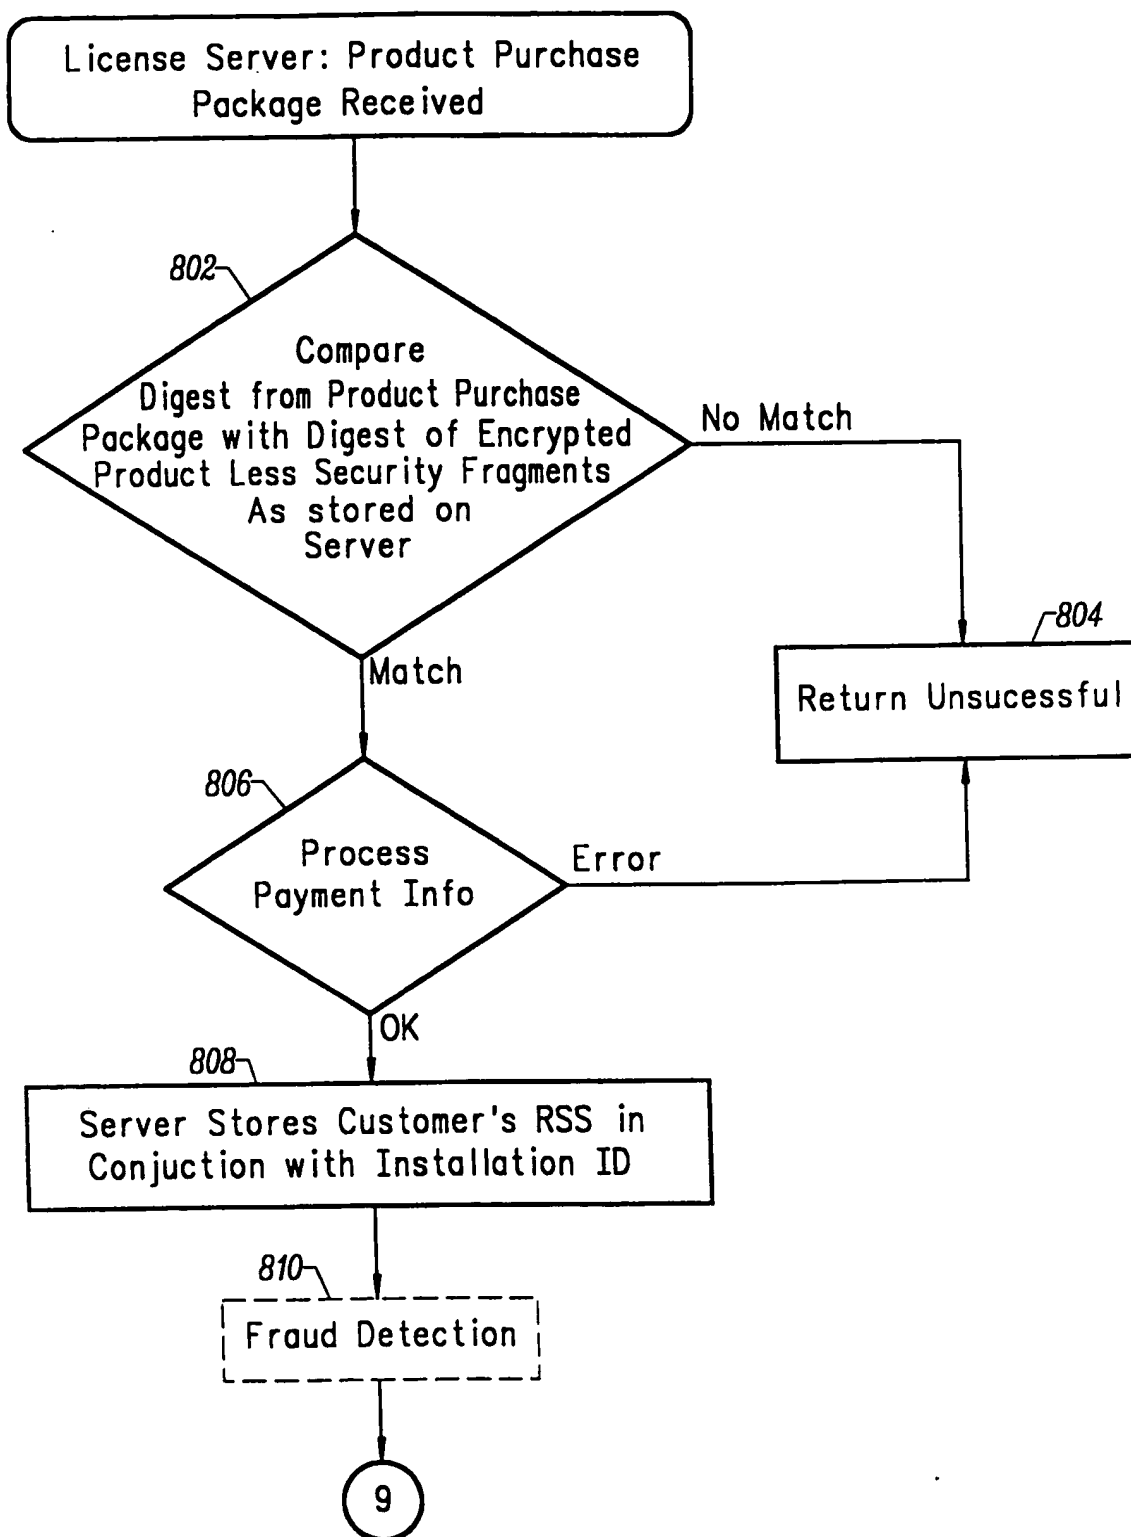 License Server: Product Purchase
Package Received
802
Compare
Digest from Product Purchase
Package with Digest of Encrypted
Product Less Security Fragments
As stored on
Server
No Match
804
Return Unsucessful
Match
806
Process
Payment Info
Error
OK
808
Server Stores Customer's RSS in
Conjuction with Installation ID
810
Fraud Detection
9